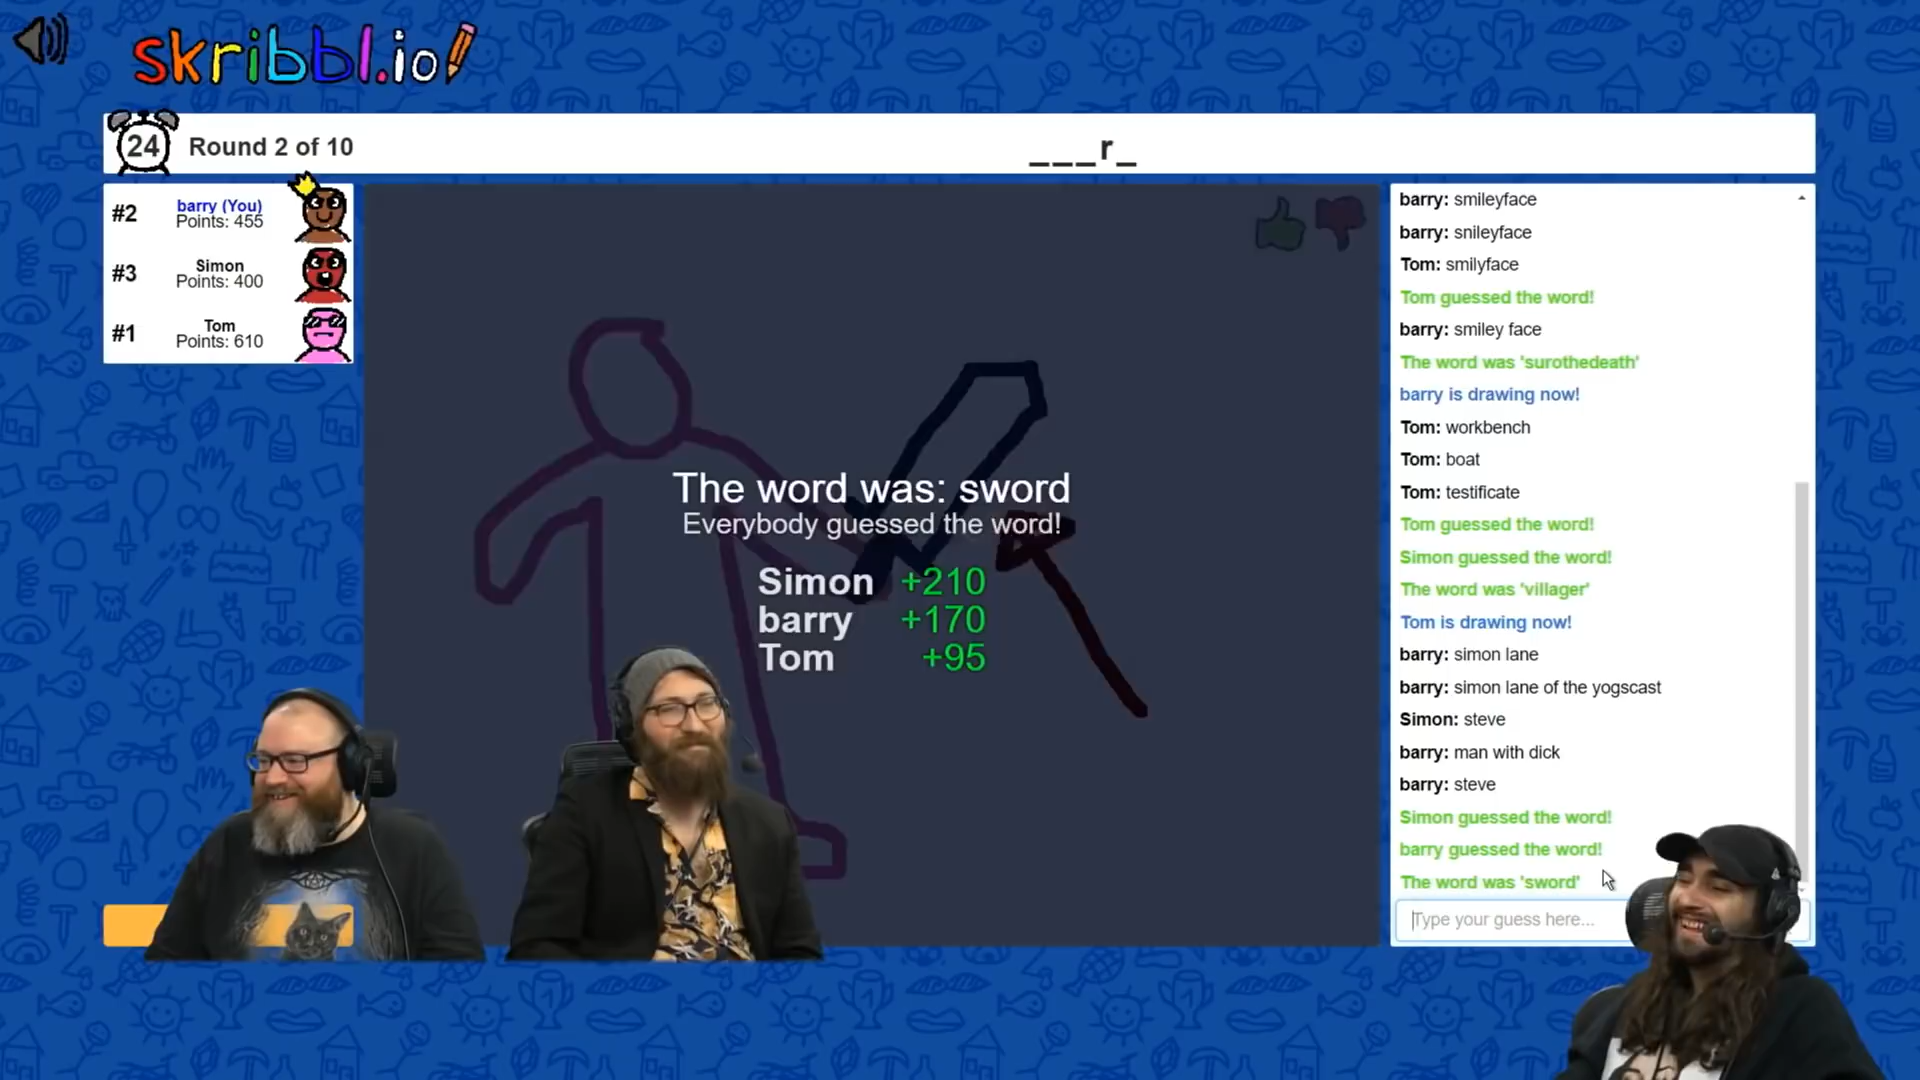 skribbl.io
24
Round 2 of 10
___r_
#2
barry (You)
Points: 455
#3
Simon
Points: 400
#1
Tom
Points: 610
The word was: sword
Everybody guessed the word!
Simon +210
barry +170
Tom +95
barry: smileyface
barry: snileyface
Tom: smilyface
Tom guessed the word!
barry: smiley face
The word was 'surothedeath'
barry is drawing now!
Tom: workbench
Tom: boat
Tom: testificate
Tom guessed the word!
Simon guessed the word!
The word was 'villager'
Tom is drawing now!
barry: simon lane
barry: simon lane of the yogscast
Simon: steve
barry: man with dick
barry: steve
Simon guessed the word!
barry guessed the word!
The word was 'sword'
Type your guess here...